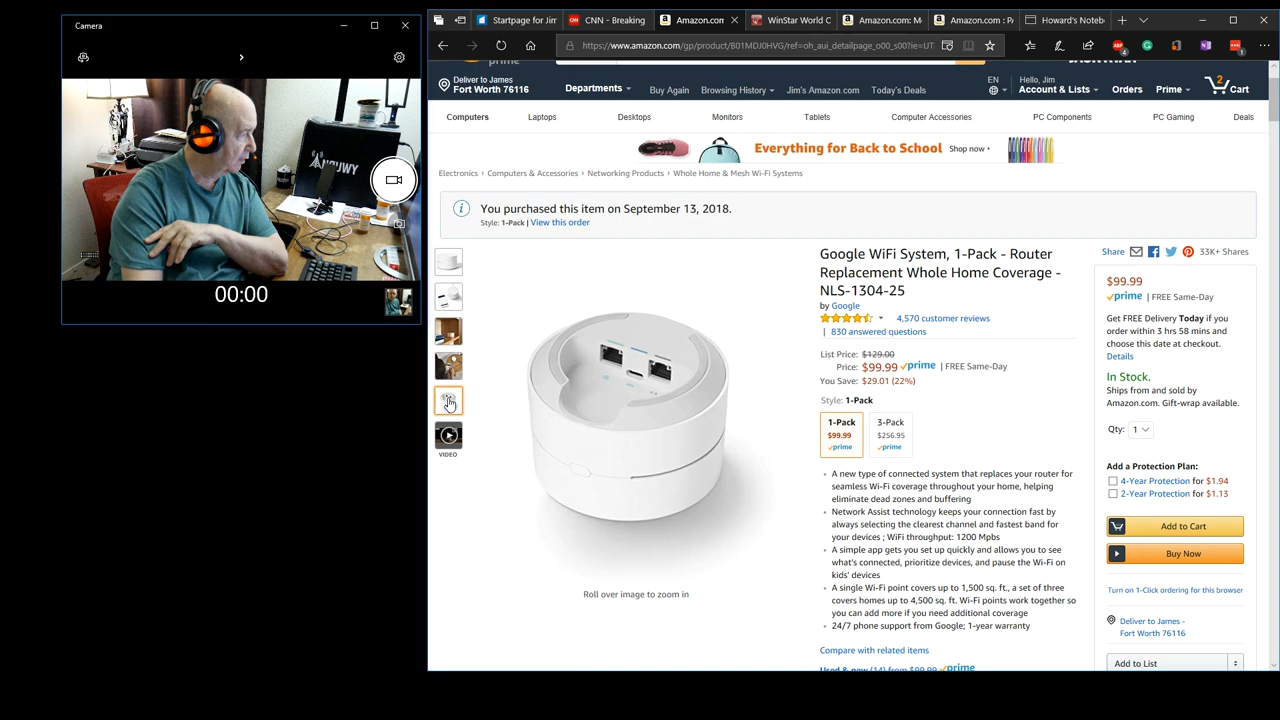 Camera
00:00
Startpage for Jim
CNN - Breaking
Amazon.com
WinStar World C
Amazon.com: M
Amazon.com : P
Howard's Noteb
https://www.amazon.com/gp/product/B01MDJ0HVG/ref=oh_aui_detailpage_o00_s00?ie=UT
prime
Deliver to James
Fort Worth 76116
Departments
Buy Again
Browsing History
Jim's Amazon.com
Today's Deals
EN
Hello, Jim
Account & Lists
Orders
Prime
2
Cart
Computers
Laptops
Desktops
Monitors
Tablets
Computer Accessories
PC Components
PC Gaming
Deals
Everything for Back to School Shop now
Electronics › Computers & Accessories › Networking Products › Whole Home & Mesh Wi-Fi Systems
You purchased this item on September 13, 2018.
Style: 1-Pack | View this order
VIDEO
Roll over image to zoom in
Google WiFi System, 1-Pack - Router
Replacement Whole Home Coverage -
NLS-1304-25
by Google
4,570 customer reviews
| 830 answered questions
List Price: $129.00
Price: $99.99 prime | FREE Same-Day
You Save: $29.01 (22%)
Style: 1-Pack
1-Pack
$99.99
prime
3-Pack
$256.95
prime
• A new type of connected system that replaces your router for
seamless Wi-Fi coverage throughout your home, helping
eliminate dead zones and buffering
• Network Assist technology keeps your connection fast by
always selecting the clearest channel and fastest band for
your devices ; WiFi throughput: 1200 Mpbs
• A simple app gets you set up quickly and allows you to see
what's connected, prioritize devices, and pause the Wi-Fi on
kids' devices
• A single Wi-Fi point covers up to 1,500 sq. ft., a set of three
covers homes up to 4,500 sq. ft. Wi-Fi points work together so
you can add more if you need additional coverage
• 24/7 phone support from Google; 1-year warranty
Compare with related items
Used & new (14) from $99.99 prime
Share
33K+ Shares
$99.99
prime | FREE Same-Day
Get FREE Delivery Today if you
order within 3 hrs 58 mins and
choose this date at checkout.
Details
In Stock.
Ships from and sold by
Amazon.com. Gift-wrap available.
Qty: 1
Add a Protection Plan:
4-Year Protection for $1.94
2-Year Protection for $1.13
Add to Cart
Buy Now
Turn on 1-Click ordering for this browser
Deliver to James -
Fort Worth 76116
Add to List